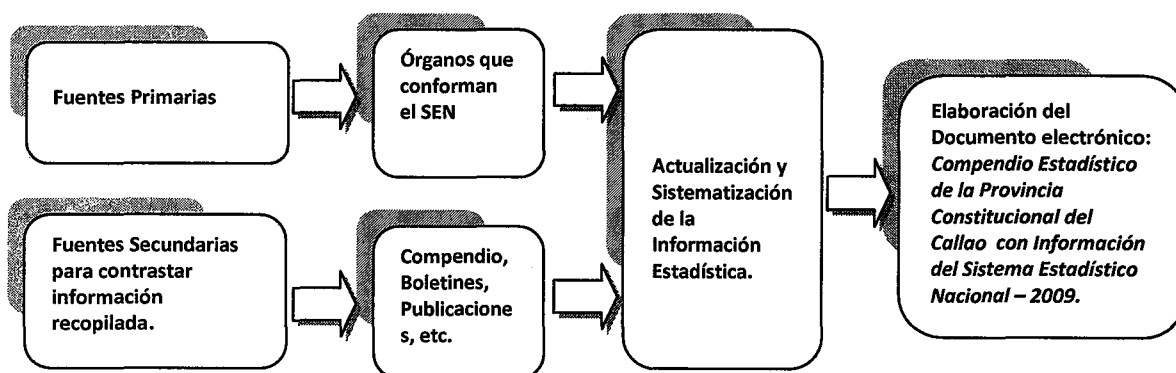 Fuentes Primarias
Órganos que
conforman
el SEN
Fuentes Secundarias
para contrastar
información
recopilada.
Compendio,
Boletines,
Publicacione
s, etc.
Actualización y
Sistematización
de la
Información
Estadística.
Elaboración del
Documento electrónico:
Compendio Estadístico
de la Provincia
Constitucional del
Callao con Información
del Sistema Estadístico
Nacional – 2009.